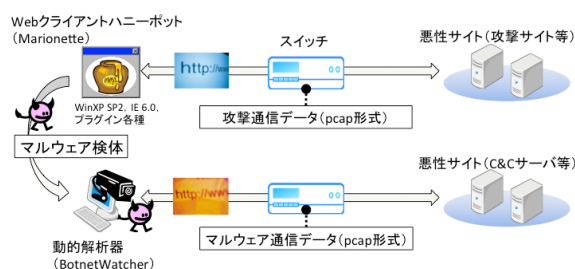 Webクライアントハニーポット
(Marionette)
スイッチ
悪性サイト(攻撃サイト等)
http://ww
WinXP SP2, IE 6.0,
プラグイン各種
攻撃通信データ(pcap形式)
マルウェア検体
悪性サイト(C&Cサーバ等)
http://ww
マルウェア通信データ(pcap形式)
動的解析器
(BotnetWatcher)